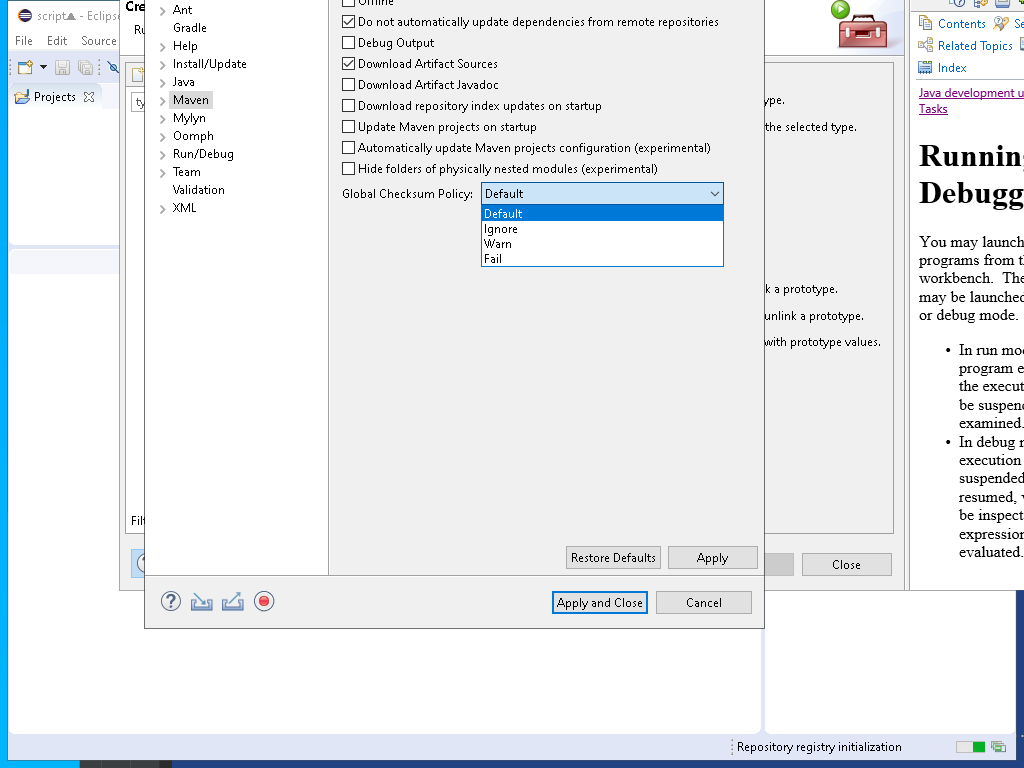 script - Eclipse
File Edit Source
Projects
Cre
Ru
ty
Filt
Ant
Gradle
Help
Install/Update
Java
Maven
Mylyn
Oomph
Run/Debug
Team
Validation
XML
Offline
Do not automatically update dependencies from remote repositories
Debug Output
Download Artifact Sources
Download Artifact Javadoc
Download repository index updates on startup
Update Maven projects on startup
Automatically update Maven projects configuration (experimental)
Hide folders of physically nested modules (experimental)
Global Checksum Policy: Default
Default
Ignore
Warn
Fail
Restore Defaults Apply
Apply and Close Cancel
ype.
the selected type.
k a prototype.
unlink a prototype.
with prototype values.
Close
Contents Se
Related Topics
Index
Java development u
Tasks
Running
Debugg
You may launch
programs from th
workbench. The
may be launched
or debug mode.
• In run mod
program e
the execut
be suspend
examined.
• In debug m
execution
suspended
resumed, v
be inspect
expression
evaluated.
Repository registry initialization